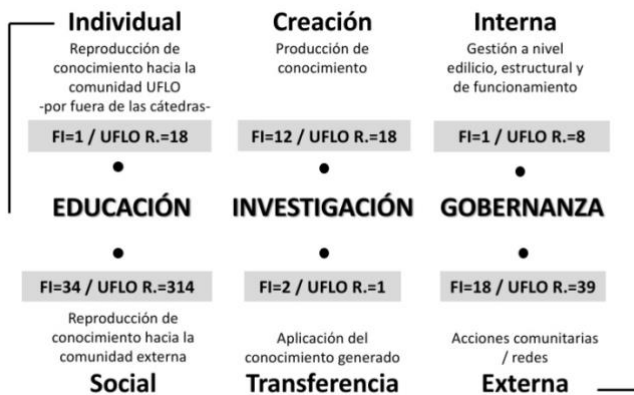 Individual
Reproducción de
conocimiento hacia la
comunidad UFLO
-por fuera de las cátedras-
FI=1 / UFLO R.=18
Creación
Producción de
conocimiento
FI=12 / UFLO R.=18
Interna
Gestión a nivel
edilicio, estructural y
de funcionamiento
FI=1 / UFLO R.=8
EDUCACIÓN
INVESTIGACIÓN
GOBERNANZA
FI=34 / UFLO R.=314
Reproducción de
conocimiento hacia la
comunidad externa
Social
FI=2 / UFLO R.=1
Aplicación del
conocimiento generado
Transferencia
FI=18 / UFLO R.=39
Acciones comunitarias
/ redes
Externa